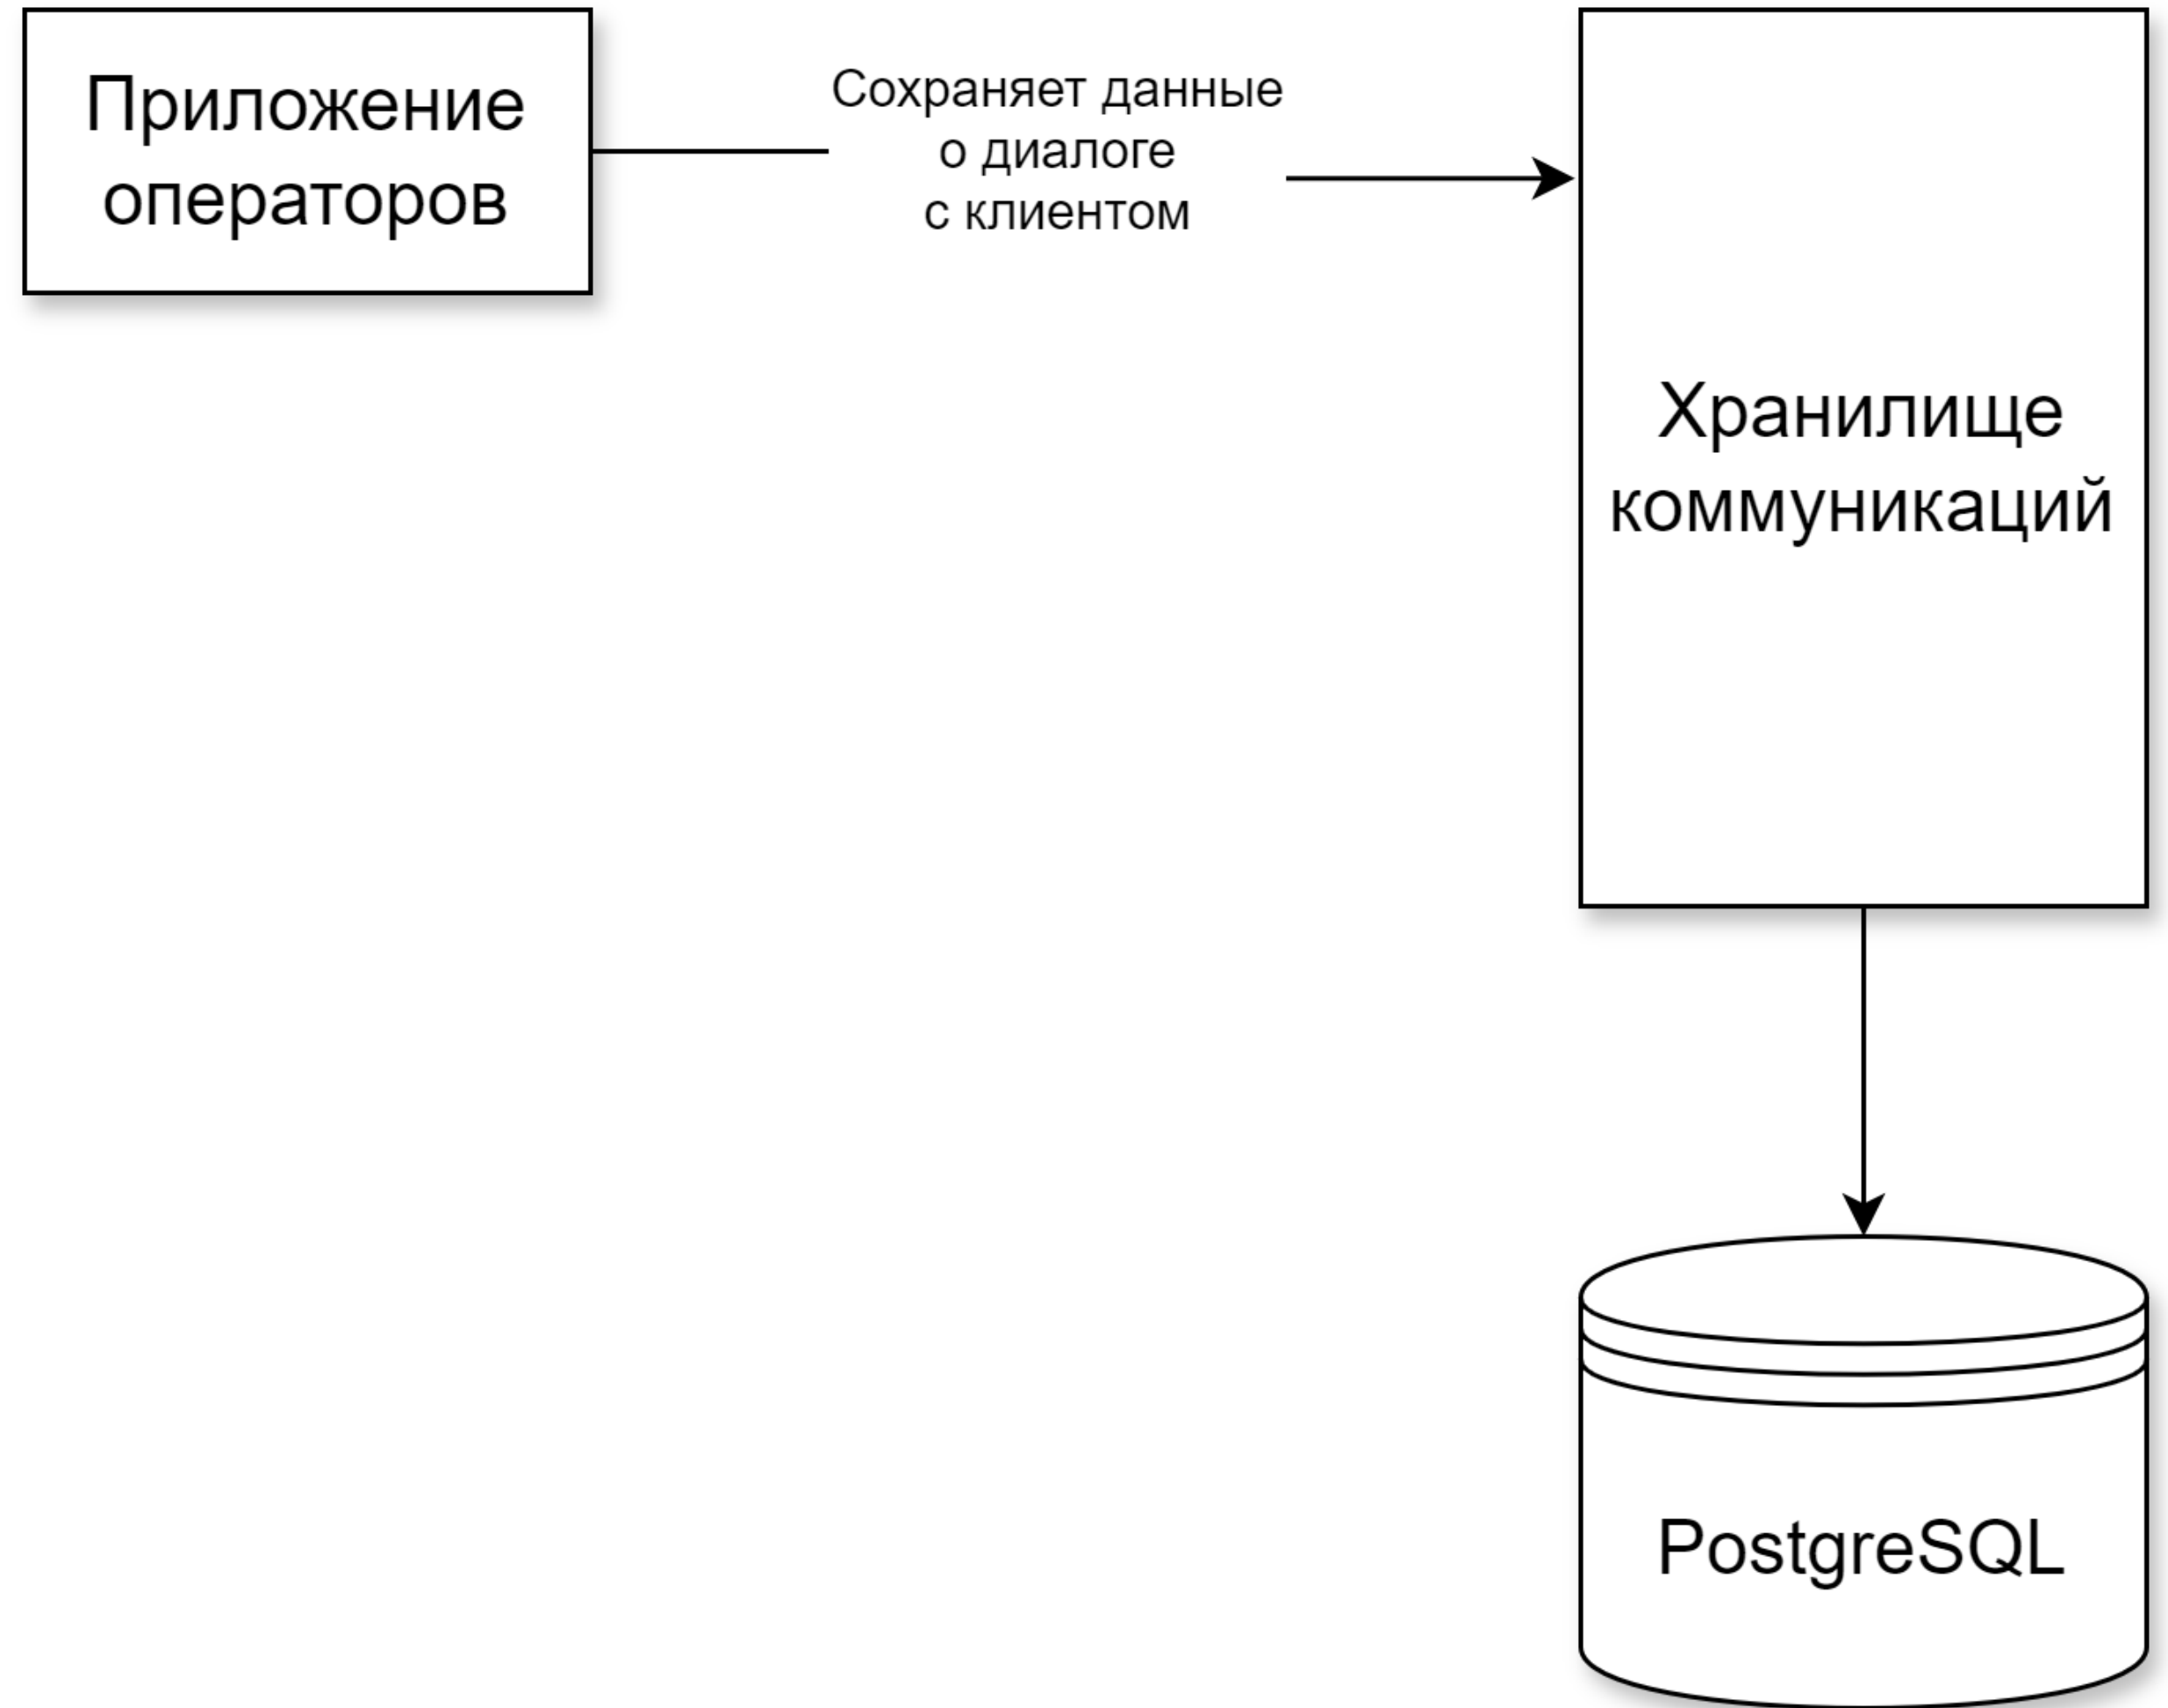 Приложение
операторов
Сохраняет данные
о диалоге
с клиентом
Хранилище
коммуникаций
PostgreSQL